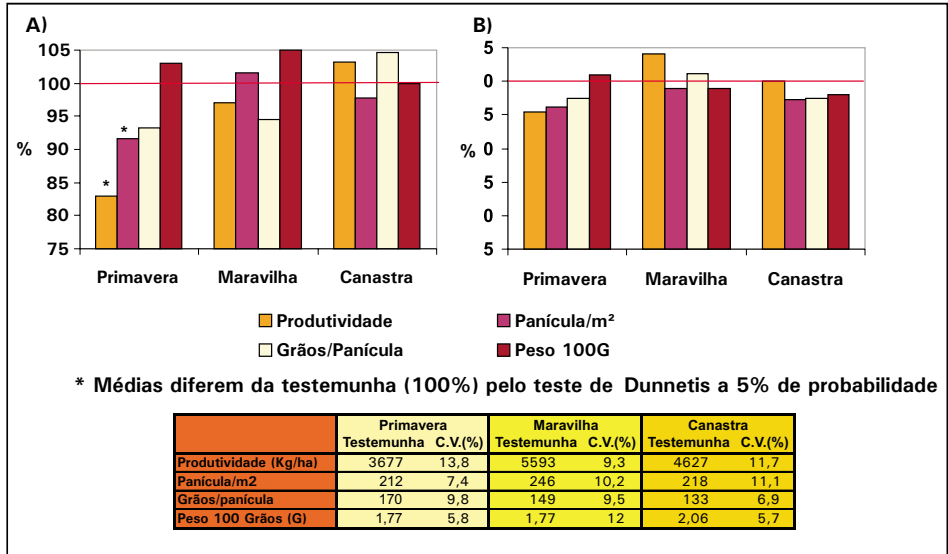 A)
105
100
95
90
85
80
75
%
*
*
Primavera Maravilha Canastra
B)
5
0
5
0
5
0
5
%
Primavera Maravilha Canastra
Produtividade Panícula/m²
Grãos/Panícula Peso 100G
* Médias diferem da testemunha (100%) pelo teste de Dunnetis a 5% de probabilidade
Primavera Maravilha Canastra
Testemunha C.V.(%) Testemunha C.V.(%) Testemunha C.V.(%)
Produtividade (Kg/ha) 3677 13,8 5593 9,3 4627 11,7
Panícula/m2 212 7,4 246 10,2 218 11,1
Grãos/panícula 170 9,8 149 9,5 133 6,9
Peso 100 Grãos (G) 1,77 5,8 1,77 12 2,06 5,7